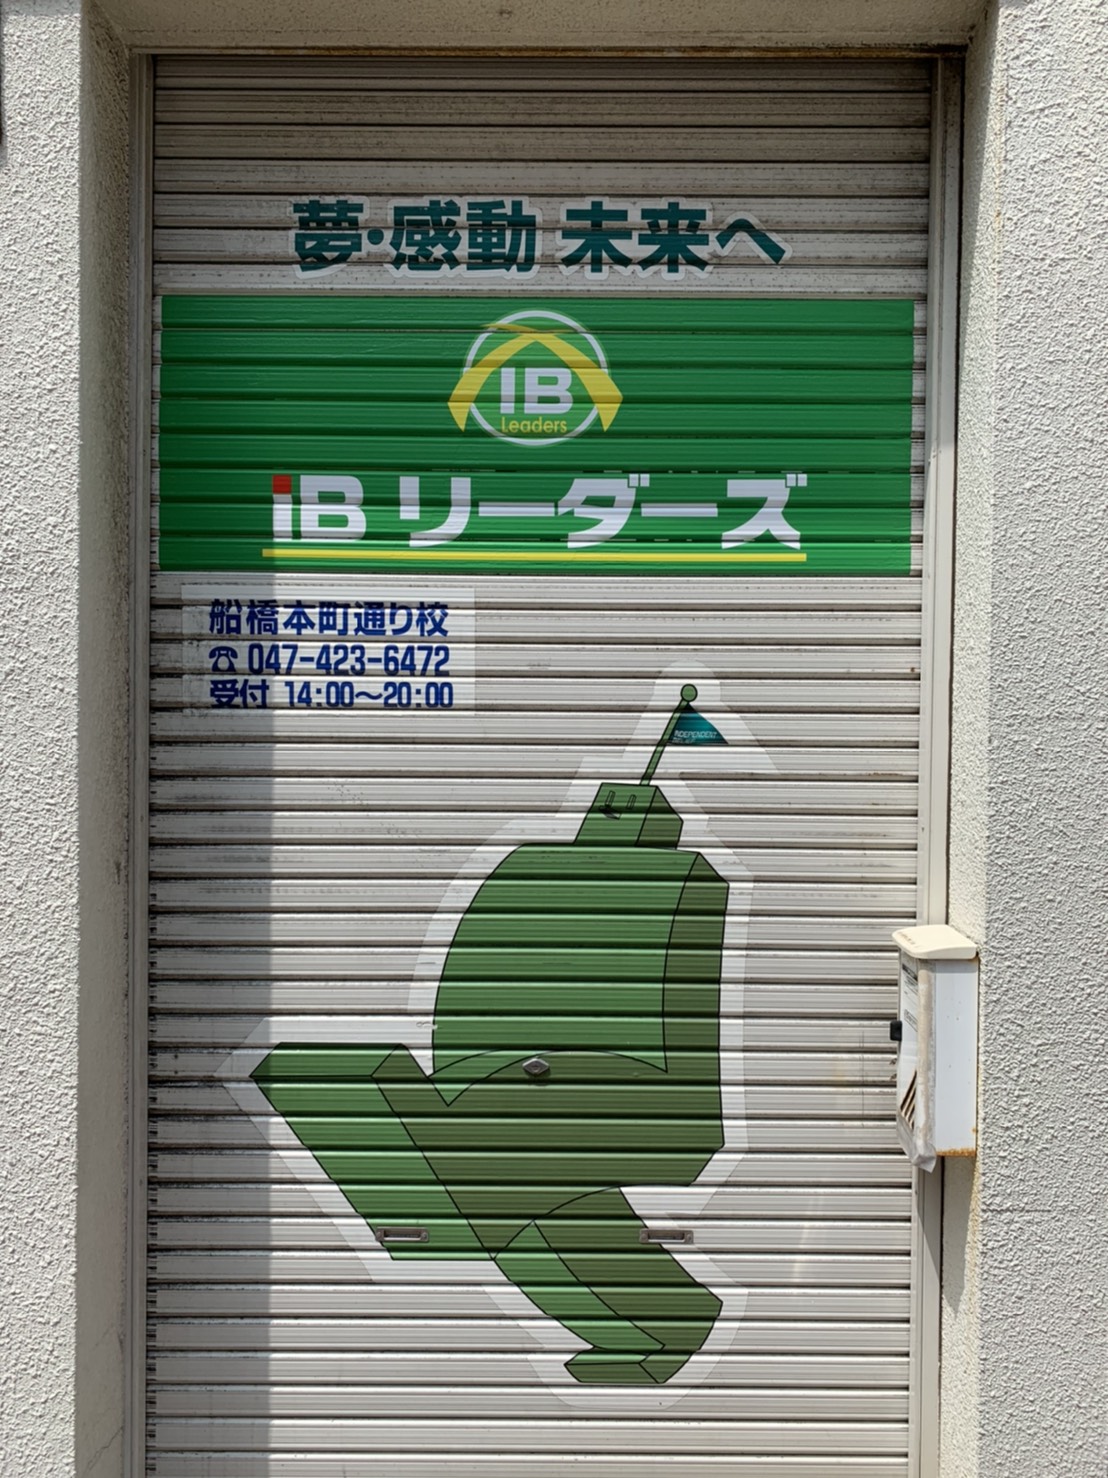 夢・感動 未来へ
IB
Leaders
iB リーダーズ
船橋本町通り校
☎ 047-423-6472
受付 14:00～20:00
INDEPENDENT